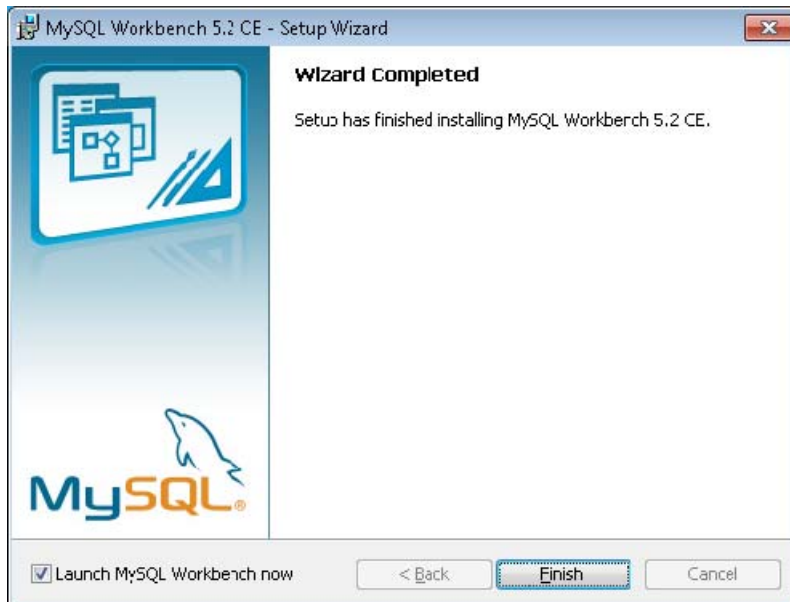 MySQL Workbench 5.2 CE - Setup Wizard
Wizard Completed
Setup has finished installing MySQL Workbench 5.2 CE.
MySQL®
Launch MySQL Workbench now
< Back
Finish
Cancel